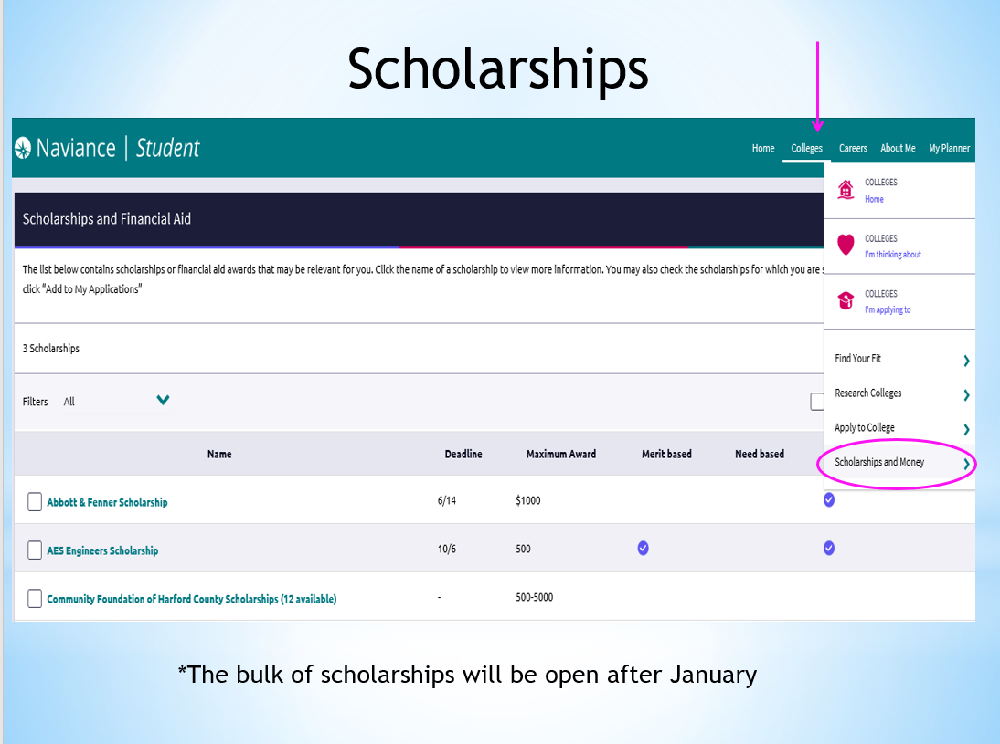 Scholarships
Naviance | Student
Home Colleges Careers About Me My Planner
COLLEGES
Home
Scholarships and Financial Aid
COLLEGES
I'm thinking about
The list below contains scholarships or financial aid awards that may be relevant for you. Click the name of a scholarship to view more information. You may also check the scholarships for which you are
click "Add to My Applications"
COLLEGES
I'm applying to
3 Scholarships
Find Your Fit
Research Colleges
Filters All
Apply to College
Name Deadline Maximum Award Merit based Need based
Scholarships and Money
Abbott & Fenner Scholarship 6/14 $1000
AES Engineers Scholarship 10/6 500
Community Foundation of Harford County Scholarships (12 available) - 500-5000
*The bulk of scholarships will be open after January